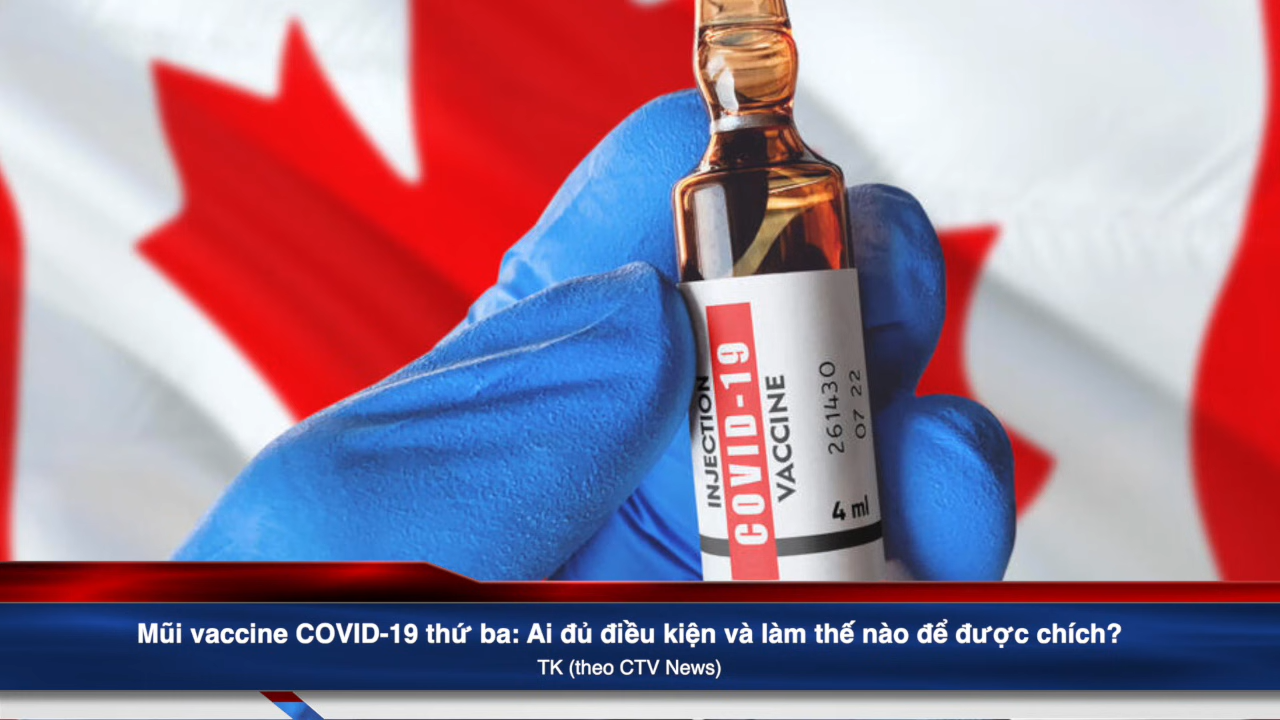 INJECTION
COVID-19
VACCINE
261430
07 22
4 ml
Mũi vaccine COVID-19 thứ ba: Ai đủ điều kiện và làm thế nào để được chích?
TK (theo CTV News)